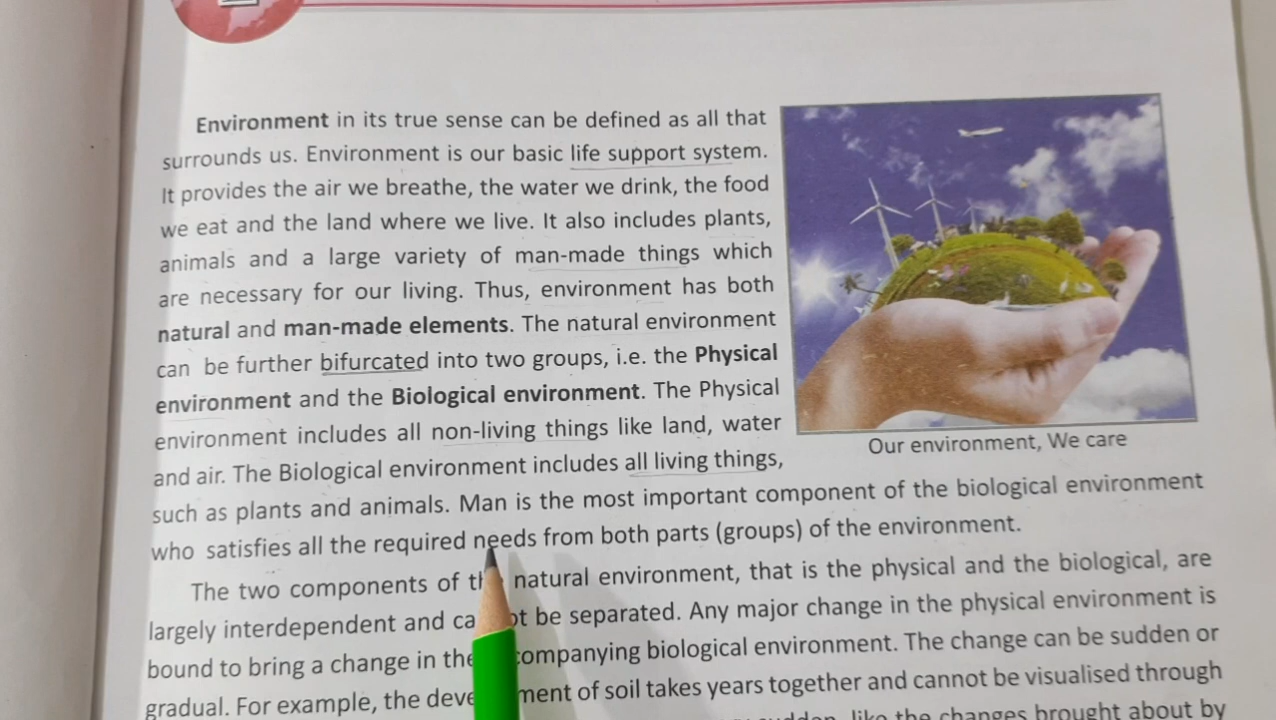 Environment in its true sense can be defined as all that
surrounds us. Environment is our basic life support system.
It provides the air we breathe, the water we drink, the food
we eat and the land where we live. It also includes plants,
animals and a large variety of man-made things which
are necessary for our living. Thus, environment has both
natural and man-made elements. The natural environment
can be further bifurcated into two groups, i.e. the Physical
environment and the Biological environment. The Physical
environment includes all non-living things like land, water
and air. The Biological environment includes all living things,
Our environment, We care
such as plants and animals. Man is the most important component of the biological environment
who satisfies all the required needs from both parts (groups) of the environment.
The two components of natural environment, that is the physical and the biological, are
largely interdependent and be separated. Any major change in the physical environment is
bound to bring a change in the biological environment. The change can be sudden or
gradual. For example, the of soil takes years together and cannot be visualised through
like the changes brought about by